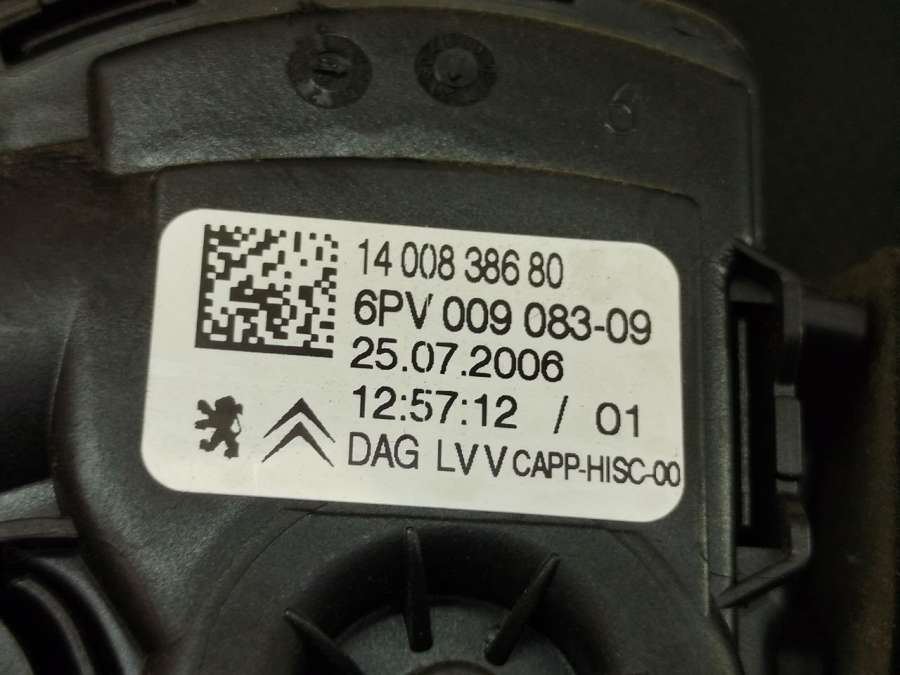 6
14 008 386 80
6PV 009 083-09
25.07.2006
12:57:12 / 01
DAG LVV CAPP-HISC-00